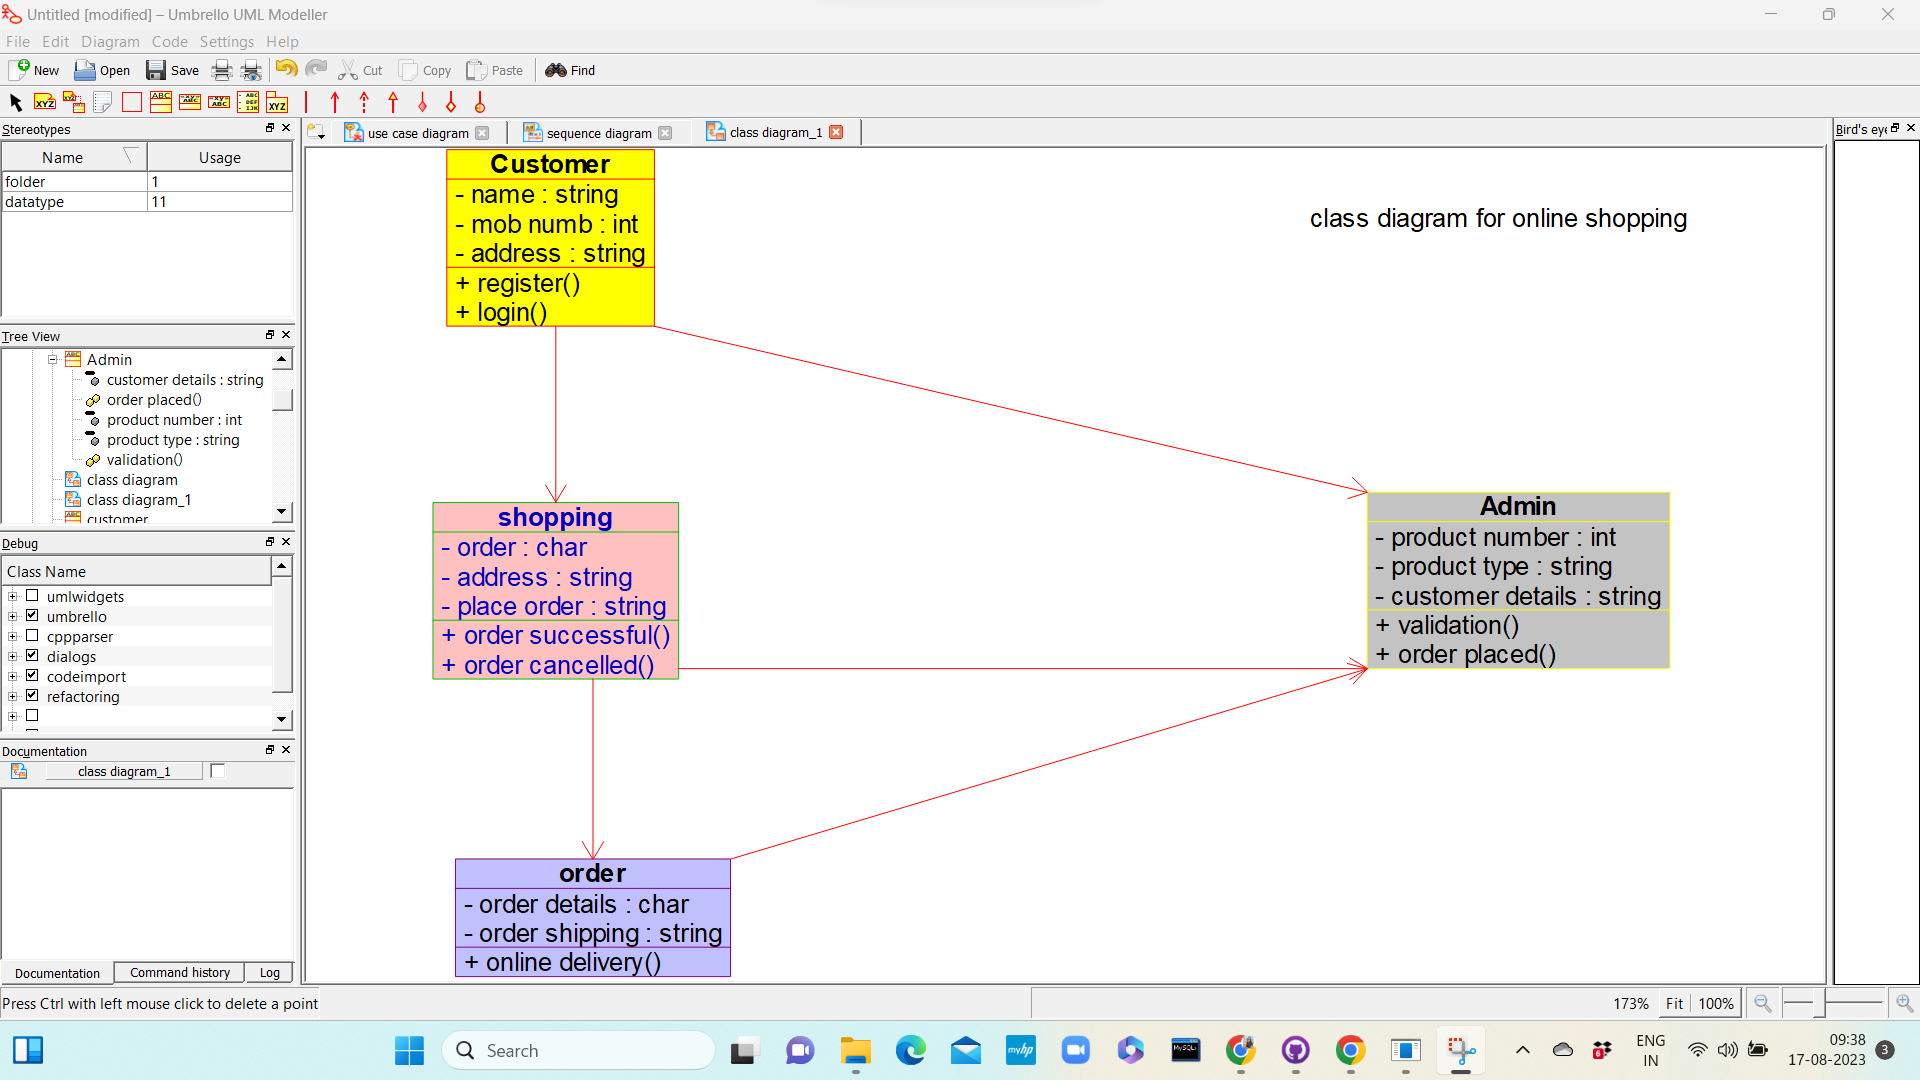 Untitled [modified] – Umbrello UML Modeller
File Edit Diagram Code Settings Help
New Open Save Cut Copy Paste Find
Stereotypes
Name Usage
folder 1
datatype 11
Tree View
Admin
customer details : string
order placed()
product number : int
product type : string
validation()
class diagram
class diagram_1
customer
Debug
Class Name
umlwidgets
umbrello
cppparser
dialogs
codeimport
refactoring
Documentation
class diagram_1
Documentation Command history Log
Press Ctrl with left mouse click to delete a point
use case diagram sequence diagram class diagram_1
Bird's eye
class diagram for online shopping
Customer
- name : string
- mob numb : int
- address : string
+ register()
+ login()
shopping
- order : char
- address : string
- place order : string
+ order successful()
+ order cancelled()
Admin
- product number : int
- product type : string
- customer details : string
+ validation()
+ order placed()
order
- order details : char
- order shipping : string
+ online delivery()
173% Fit 100%
Search
myhp
MySQL
6
ENG
IN
09:38
17-08-2023
3